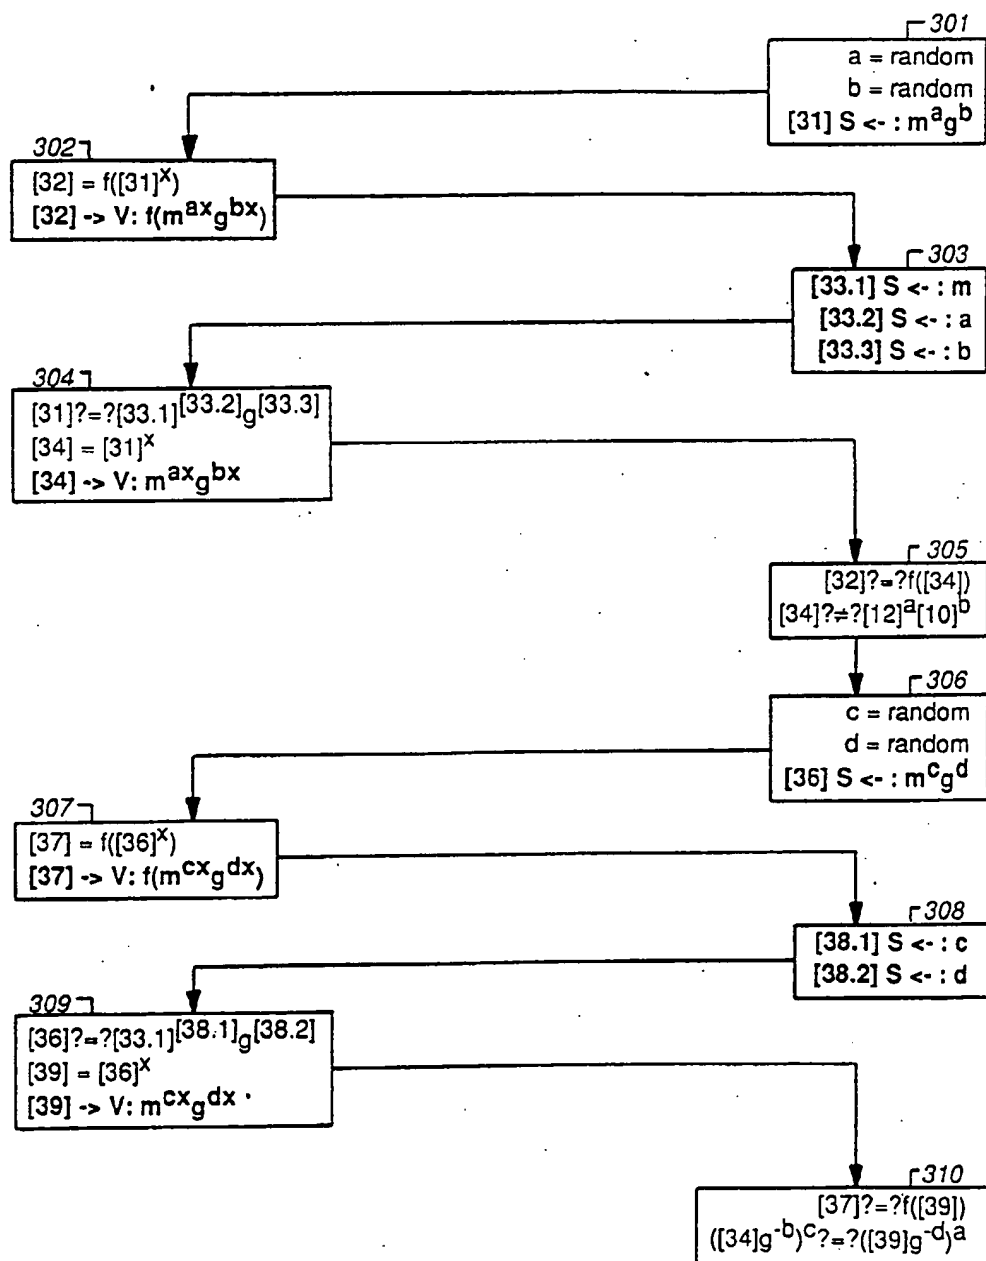 301
a = random
b = random
[31] S <- : m^a g^b
302
[32] = f([31]^x)
[32] -> V: f(m^ax g^bx)
303
[33.1] S <- : m
[33.2] S <- : a
[33.3] S <- : b
304
[31]?=?[33.1]^[33.2] g^[33.3]
[34] = [31]^x
[34] -> V: m^ax g^bx
305
[32]?=?f([34])
[34]?≠?[12]^a[10]^b
306
c = random
d = random
[36] S <- : m^c g^d
307
[37] = f([36]^x)
[37] -> V: f(m^cx g^dx)
308
[38.1] S <- : c
[38.2] S <- : d
309
[36]?=?[33.1]^[38.1] g^[38.2]
[39] = [36]^x
[39] -> V: m^cx g^dx
310
[37]?=?f([39])
([34]g^-b)^c?=?([39]g^-d)^a